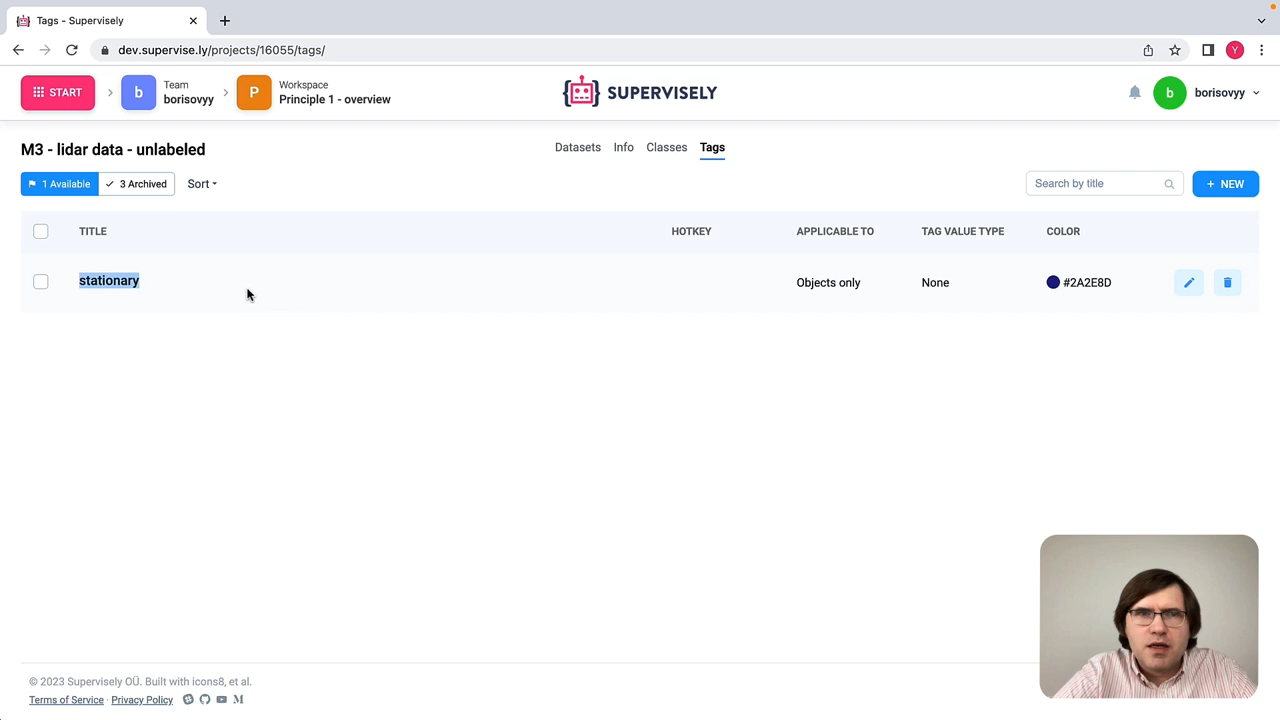 Tags - Supervisely
dev.supervise.ly/projects/16055/tags/
Y
START
b
Team
borisovyy
P
Workspace
Principle 1 - overview
SUPERVISELY
b
borisovyy
M3 - lidar data - unlabeled
Datasets
Info
Classes
Tags
1 Available
3 Archived
Sort
Search by title
+ NEW
TITLE
HOTKEY
APPLICABLE TO
TAG VALUE TYPE
COLOR
stationary
Objects only
None
#2A2E8D
© 2023 Supervisely OÜ. Built with icons8, et al.
Terms of Service · Privacy Policy